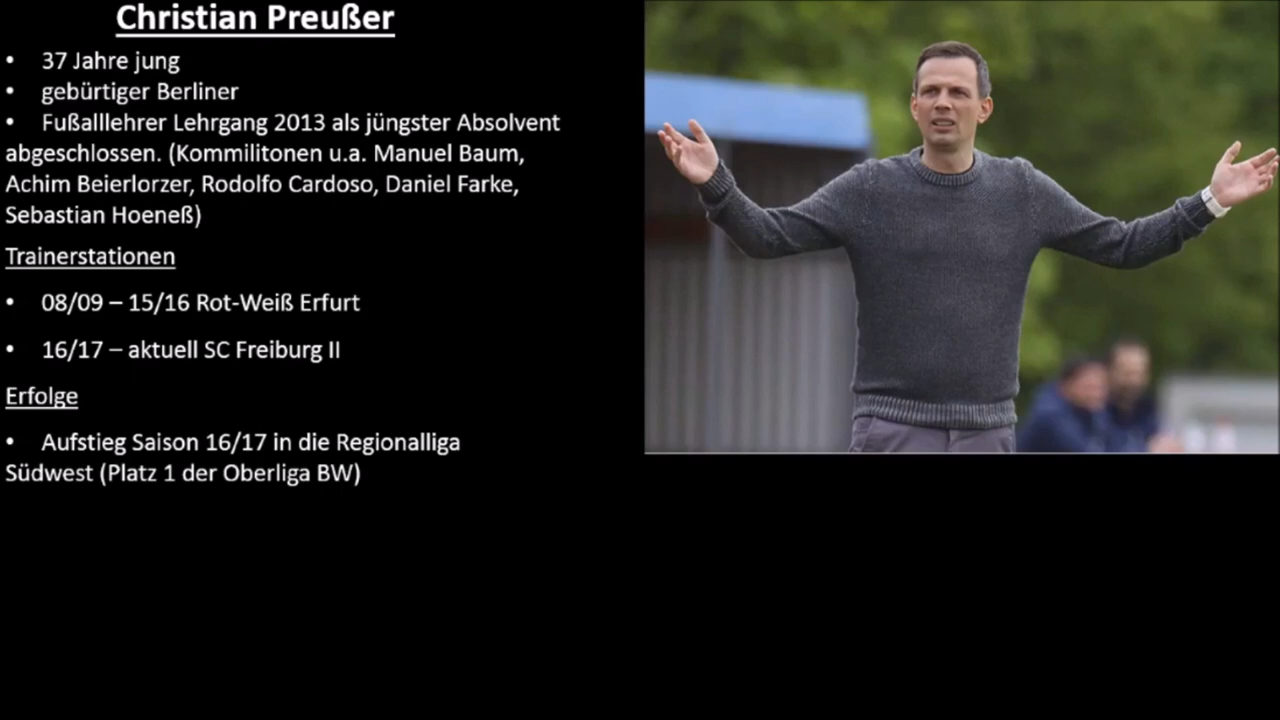 Christian Preußer
• 37 Jahre jung
• gebürtiger Berliner
• Fußalllehrer Lehrgang 2013 als jüngster Absolvent
abgeschlossen. (Kommilitonen u.a. Manuel Baum,
Achim Beierlorzer, Rodolfo Cardoso, Daniel Farke,
Sebastian Hoeneß)
Trainerstationen
• 08/09 – 15/16 Rot-Weiß Erfurt
• 16/17 – aktuell SC Freiburg II
Erfolge
• Aufstieg Saison 16/17 in die Regionalliga
Südwest (Platz 1 der Oberliga BW)